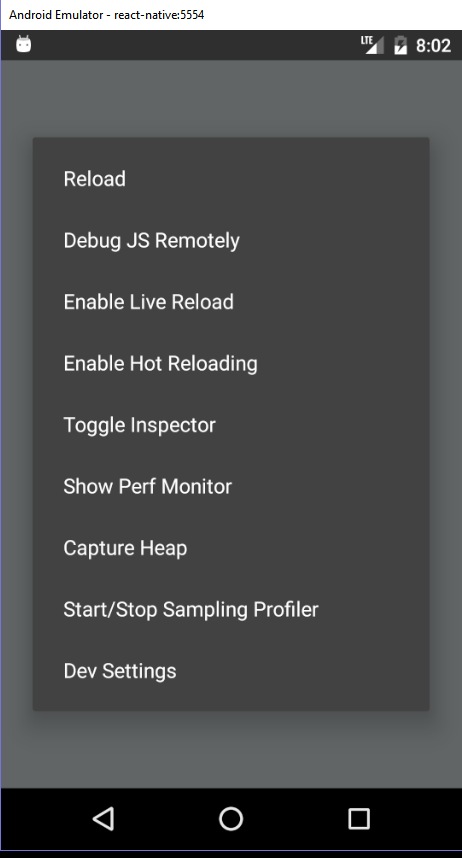 Android Emulator - react-native:5554
LTE 8:02
Reload
Debug JS Remotely
Enable Live Reload
Enable Hot Reloading
Toggle Inspector
Show Perf Monitor
Capture Heap
Start/Stop Sampling Profiler
Dev Settings